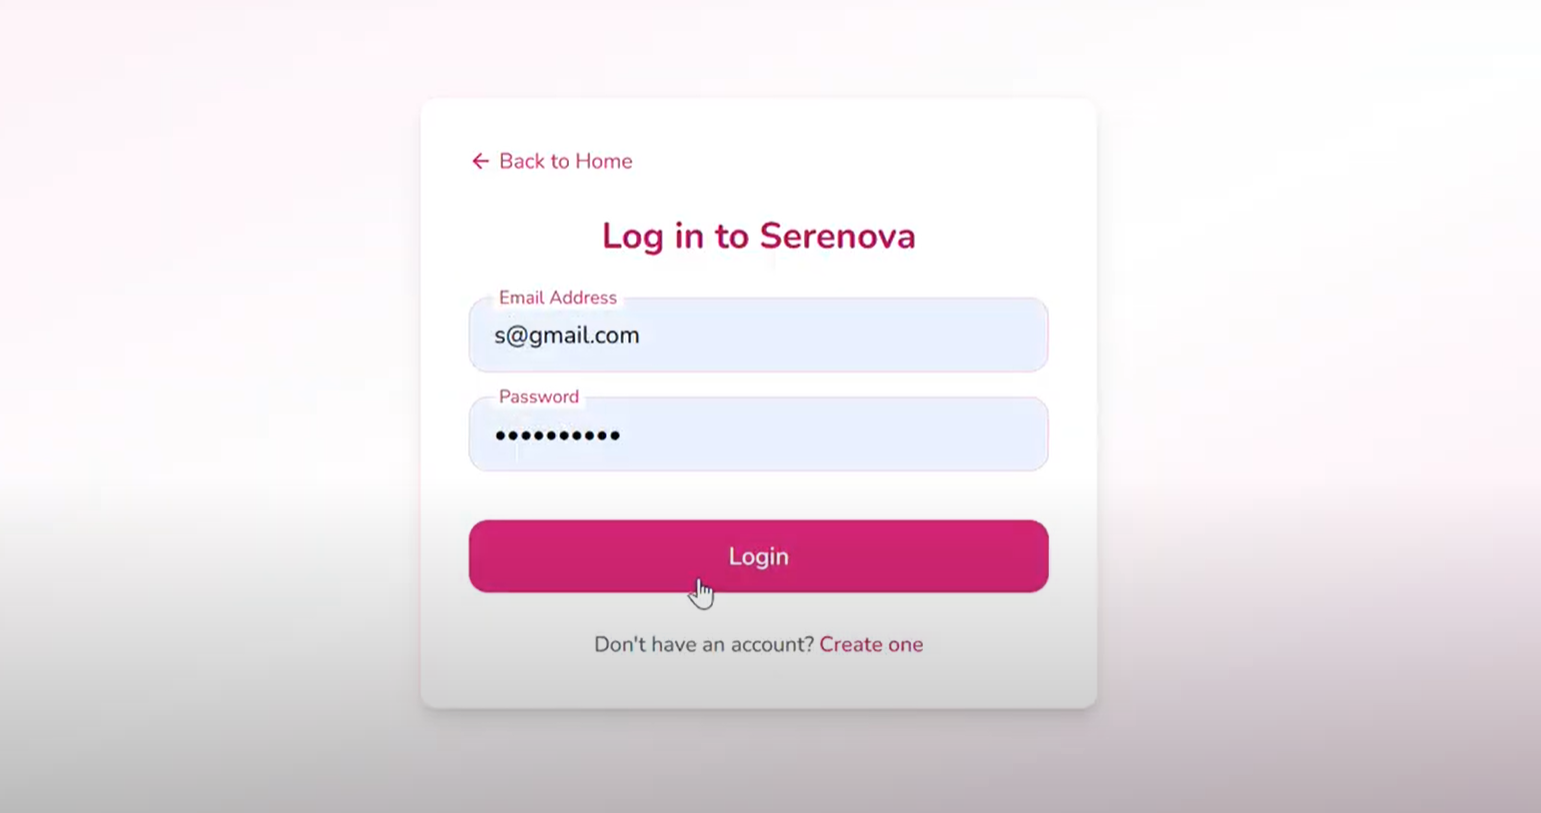 ← Back to Home
Log in to Serenova
Email Address
s@gmail.com
Password
••••••••••
Login
Don't have an account? Create one